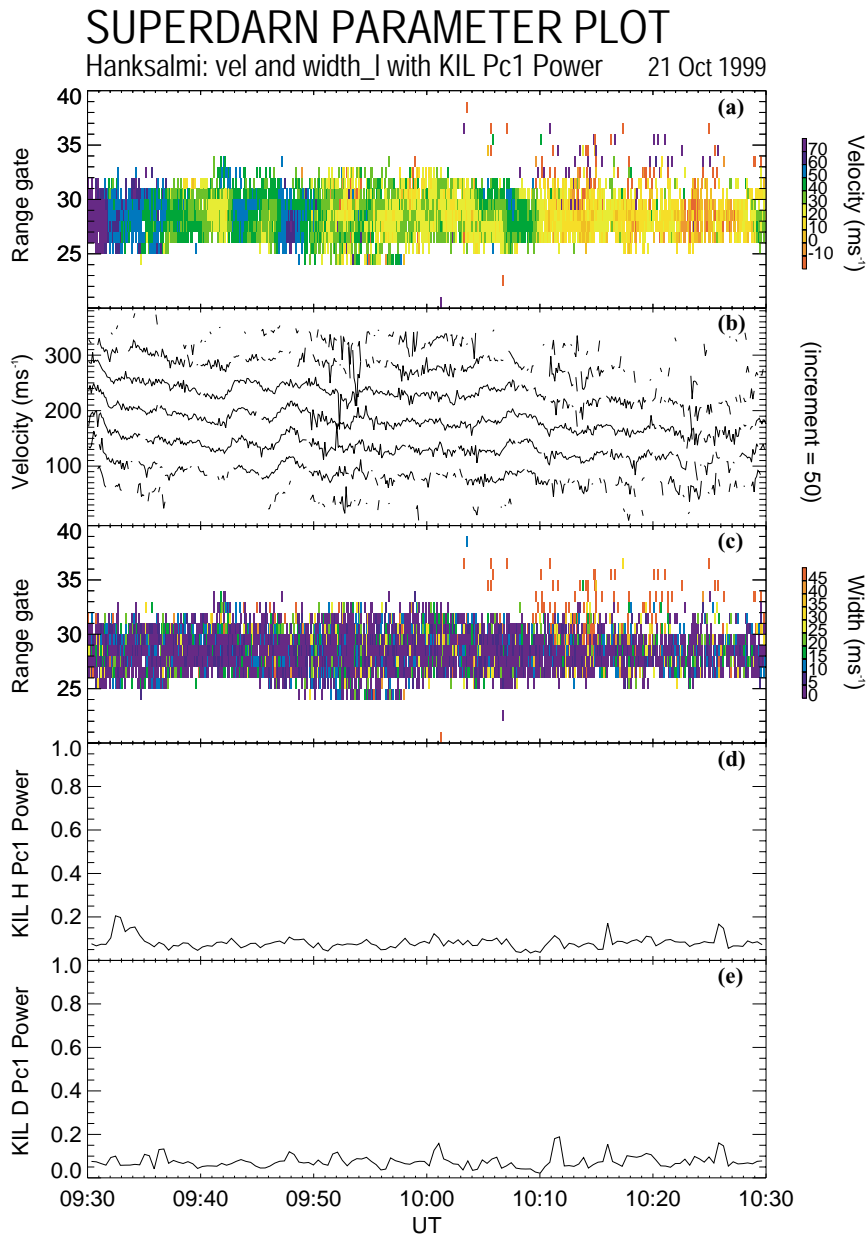 SUPERDARN PARAMETER PLOT
Hanksalmi: vel and width_l with KIL Pc1 Power 21 Oct 1999
(a)
40
35
30
25
Range gate
70
60
50
40
30
20
10
0
-10
Velocity (ms⁻¹)
(b)
300
200
100
Velocity (ms⁻¹)
(increment = 50)
(c)
40
35
30
25
Range gate
45
40
35
30
25
20
15
10
5
0
Width (ms⁻¹)
(d)
1.0
0.8
0.6
0.4
0.2
KIL H Pc1 Power
(e)
1.0
0.8
0.6
0.4
0.2
0.0
KIL D Pc1 Power
09:30 09:40 09:50 10:00 10:10 10:20 10:30
UT